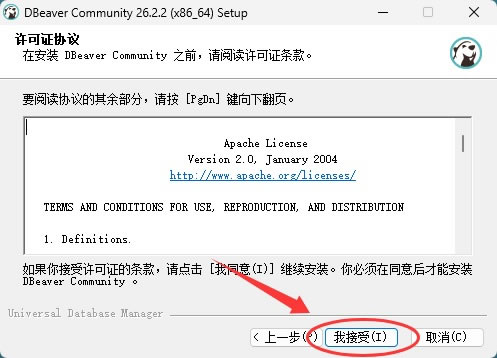 DBeaver Community 26.2.2 (x86_64) Setup
许可证协议
在安装 DBeaver Community 之前，请阅读许可证条款。
要阅读协议的其余部分，请按 [PgDn] 键向下翻页。
Apache License
Version 2.0, January 2004
http://www.apache.org/licenses/
TERMS AND CONDITIONS FOR USE, REPRODUCTION, AND DISTRIBUTION
1. Definitions.
如果你接受许可证的条款，请点击 [我同意(I)] 继续安装。你必须在同意后才能安装
DBeaver Community 。
Universal Database Manager
< 上一步(P) 我接受(I) 取消(C)